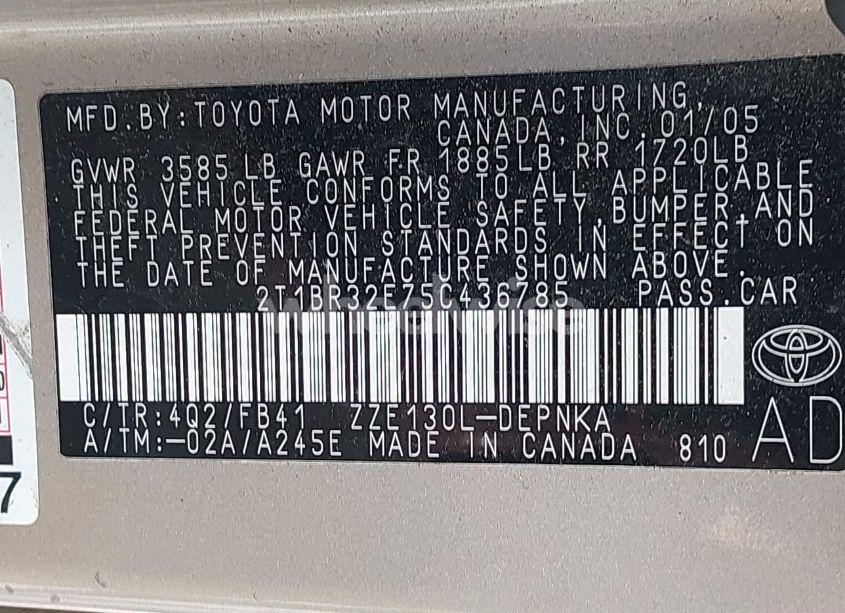 MFD.BY:TOYOTA MOTOR MANUFACTURING,
CANADA,INC.01/05
GVWR 3585LB GAWR FR 1885LB RR 1720LB
THIS VEHICLE CONFORMS TO ALL APPLICABLE
FEDERAL MOTOR VEHICLE SAFETY,BUMPER,AND
THEFT PREVENTION STANDARDS IN EFFECT ON
THE DATE OF MANUFACTURE SHOWN ABOVE.
2T1BR32E75C436785 PASS.CAR
C/TR:4Q2/FB41 ZZE130L-DEPNKA
A/TM:-02A/A245E MADE IN CANADA 810
AD
7